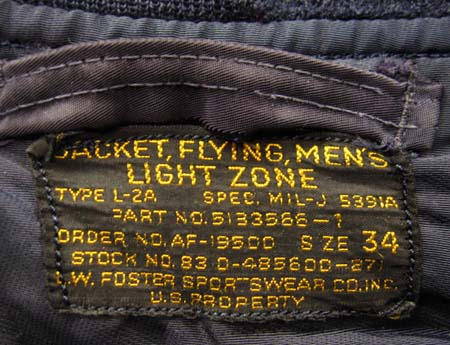 JACKET, FLYING, MEN'S
LIGHT ZONE
TYPE L-2A SPEC. MIL-J 5391A
PART NO. 5133566-1
ORDER NO. AF-19500 S ZE 34
STOCK NO. 83 0-485600-271
L.W. FOSTER SPORTSWEAR CO., INC.
U.S. PROPERTY